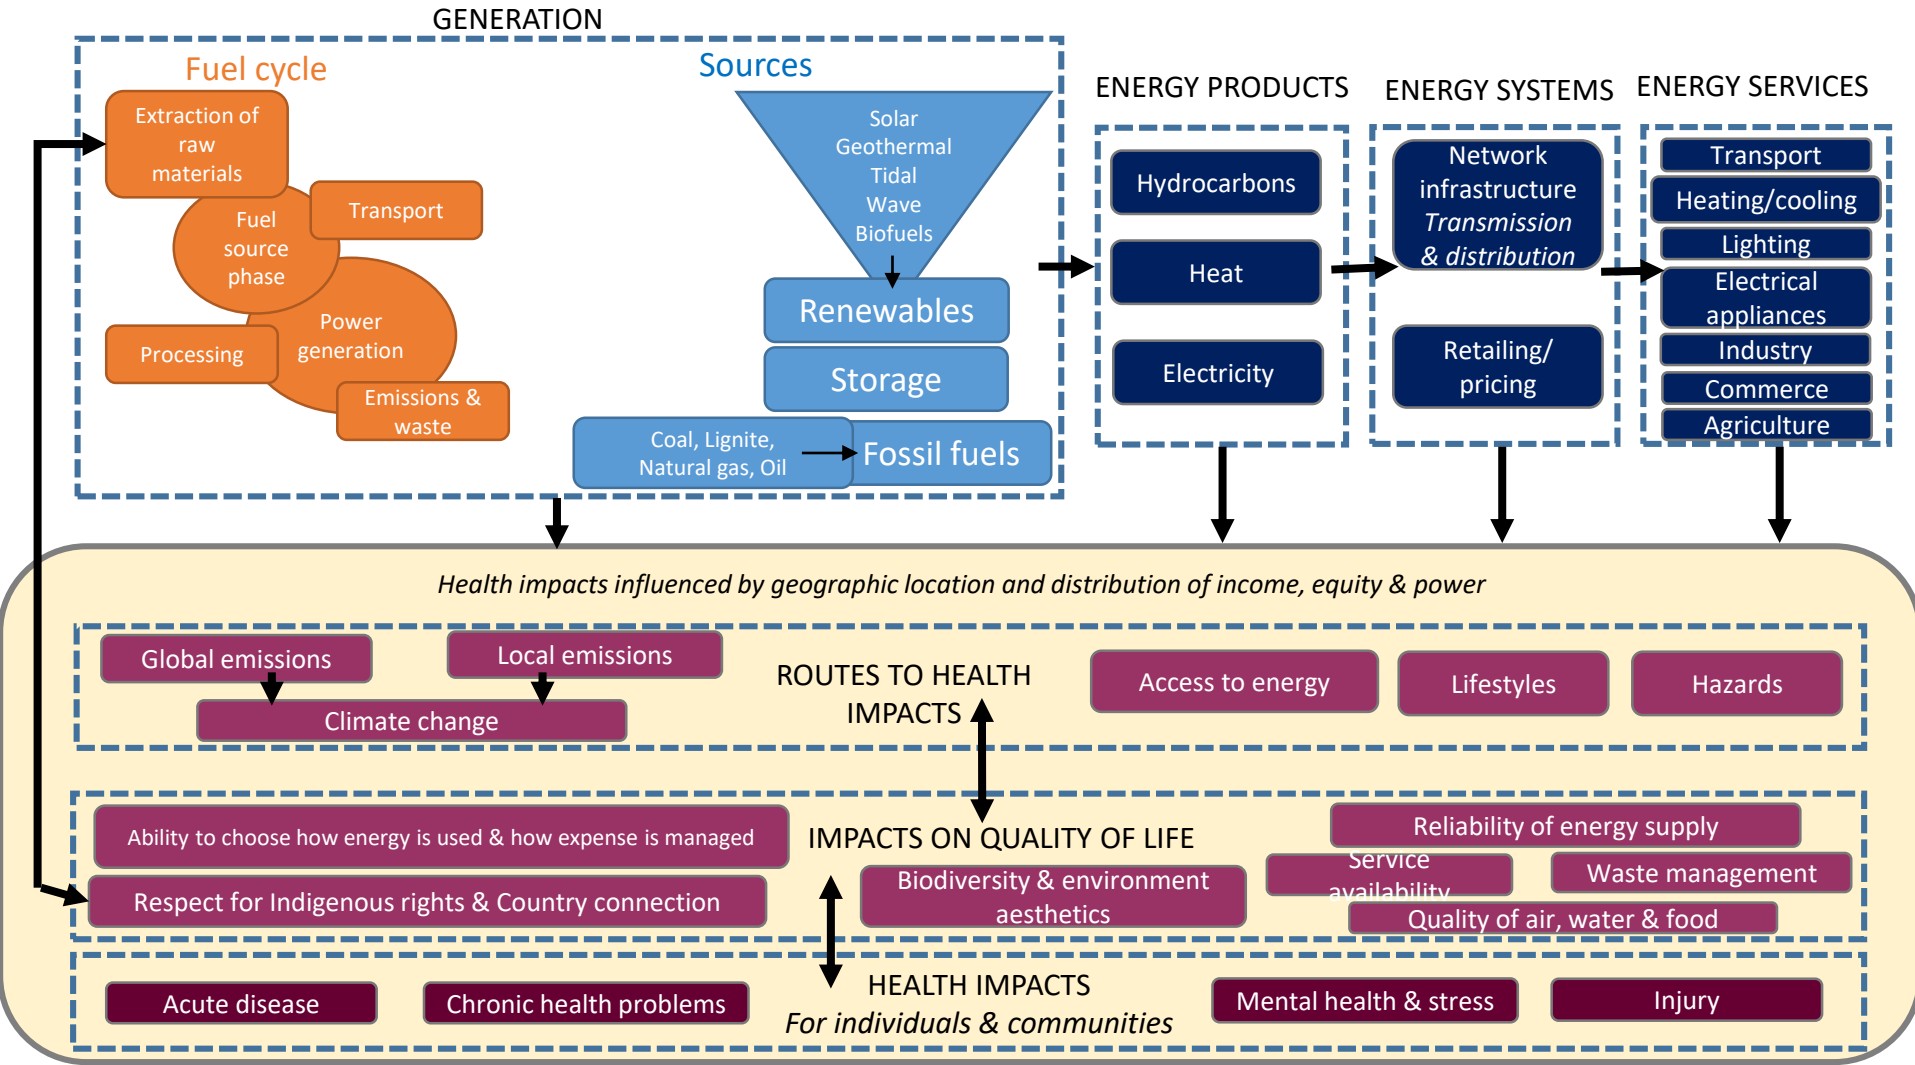 GENERATION
Fuel cycle
Sources
Extraction of
raw
materials
Fuel
source
phase
Transport
Power
generation
Processing
Emissions &
waste
Solar
Geothermal
Tidal
Wave
Biofuels
Renewables
Storage
Coal, Lignite,
Natural gas, Oil
Fossil fuels
ENERGY PRODUCTS
Hydrocarbons
Heat
Electricity
ENERGY SYSTEMS
Network
infrastructure
Transmission
& distribution
Retailing/
pricing
ENERGY SERVICES
Transport
Heating/cooling
Lighting
Electrical
appliances
Industry
Commerce
Agriculture
Health impacts influenced by geographic location and distribution of income, equity & power
Global emissions
Local emissions
Climate change
ROUTES TO HEALTH
IMPACTS
Access to energy
Lifestyles
Hazards
Ability to choose how energy is used & how expense is managed
Respect for Indigenous rights & Country connection
IMPACTS ON QUALITY OF LIFE
Biodiversity & environment
aesthetics
Reliability of energy supply
Service
availability
Waste management
Quality of air, water & food
Acute disease
Chronic health problems
HEALTH IMPACTS
For individuals & communities
Mental health & stress
Injury